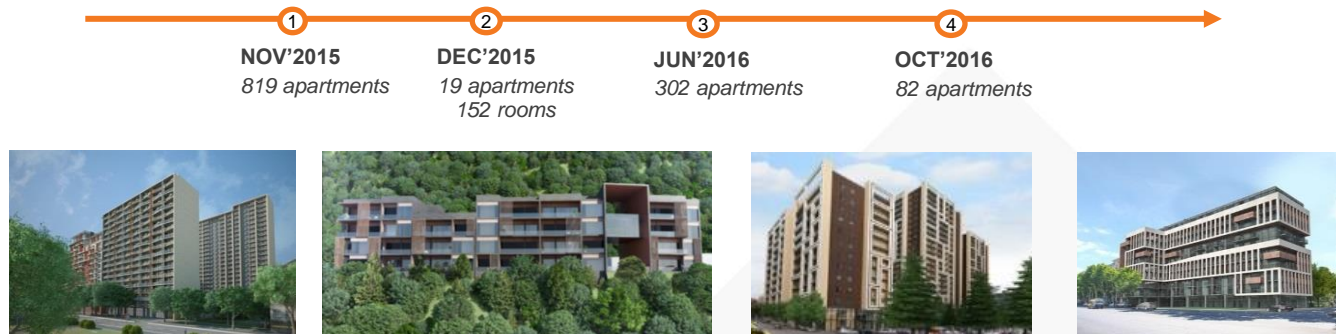 1
2
3
4
NOV'2015
819 apartments
DEC'2015
19 apartments
152 rooms
JUN'2016
302 apartments
OCT'2016
82 apartments